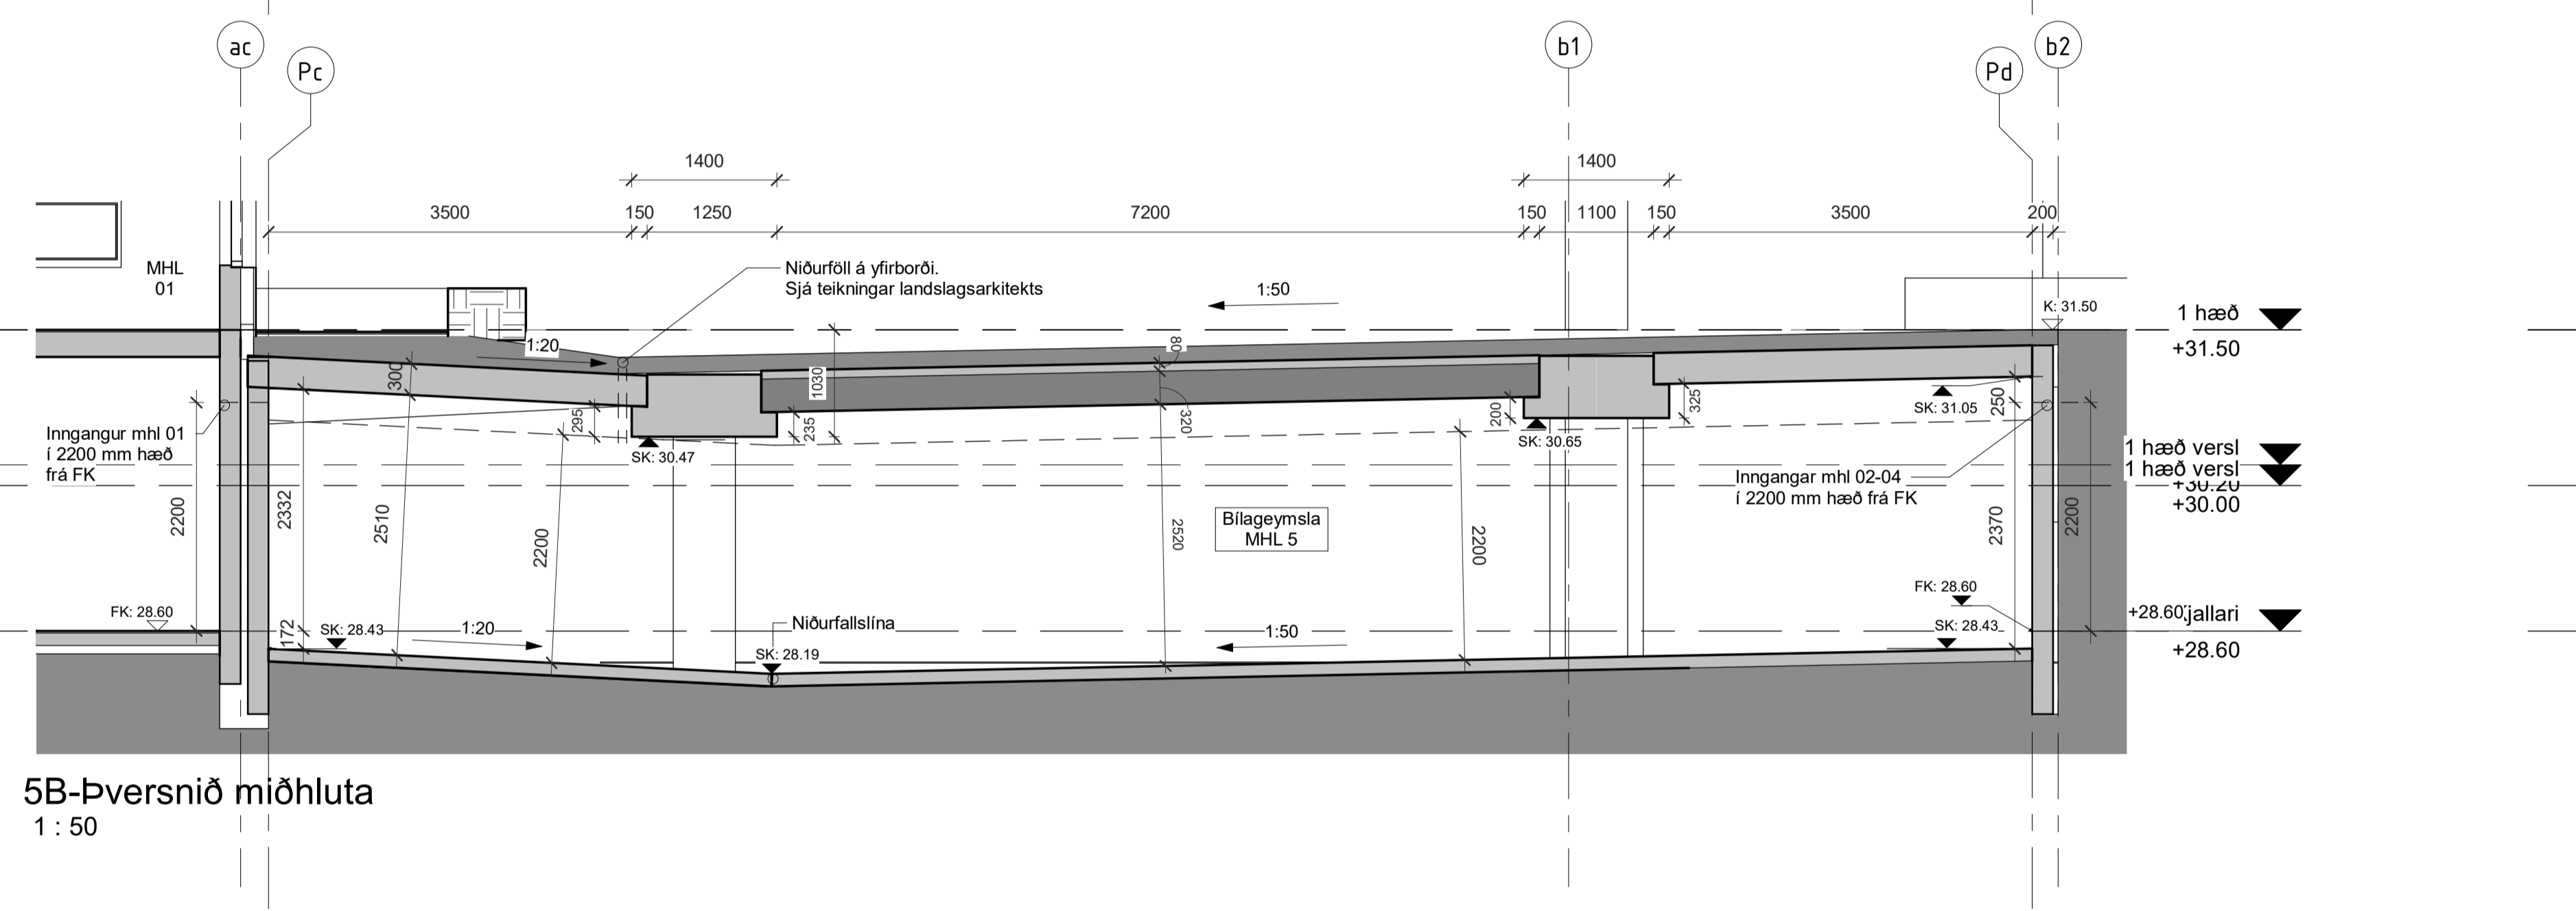 ac
Pc
b1
Pd
b2
1400
1400
3500
150
1250
7200
150
1100
150
3500
200
MHL
01
Niðurföll á yfirborði.
Sjá teikningar landslagsarkitekts
1:50
K: 31.50
1 hæð
+31.50
1:20
80
300
1030
295
235
320
200
325
SK: 31.05
250
SK: 30.47
SK: 30.65
Inngangur mhl 01
í 2200 mm hæð
frá FK
1 hæð versl
1 hæð versl
+30.20
+30.00
Inngangar mhl 02-04
í 2200 mm hæð frá FK
2200
2332
2510
2200
2520
Bílageymsla
MHL 5
2200
2370
2200
FK: 28.60
FK: 28.60
172
SK: 28.43
1:20
Niðurfallslína
1:50
SK: 28.43
+28.60
jallari
SK: 28.19
+28.60
5B-Þversnið miðhluta
1 : 50